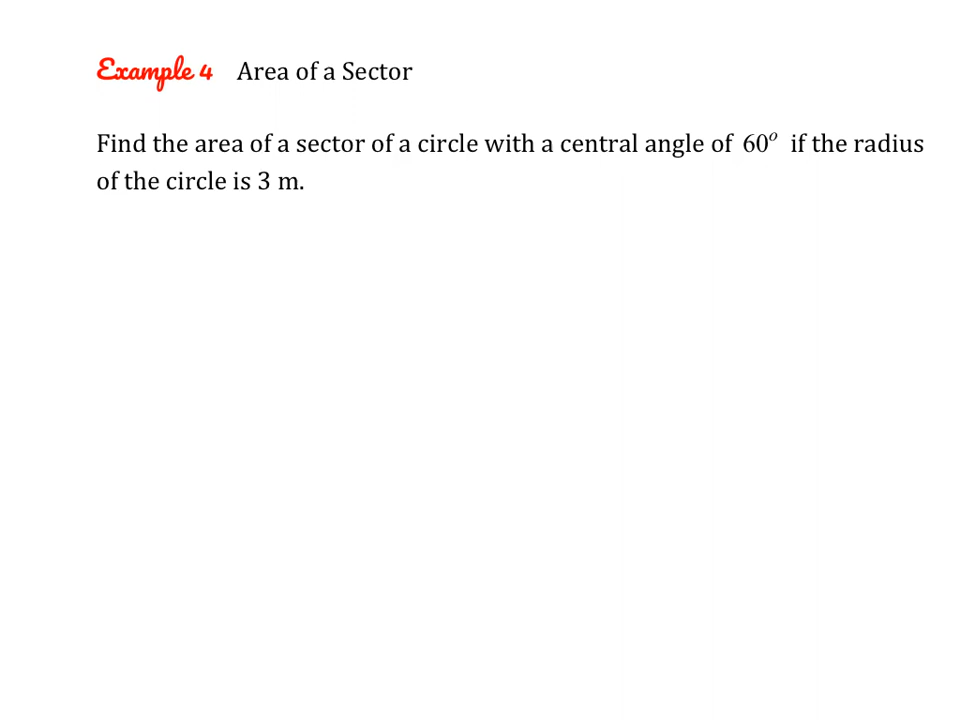 Example 4 Area of a Sector
Find the area of a sector of a circle with a central angle of 60° if the radius
of the circle is 3 m.